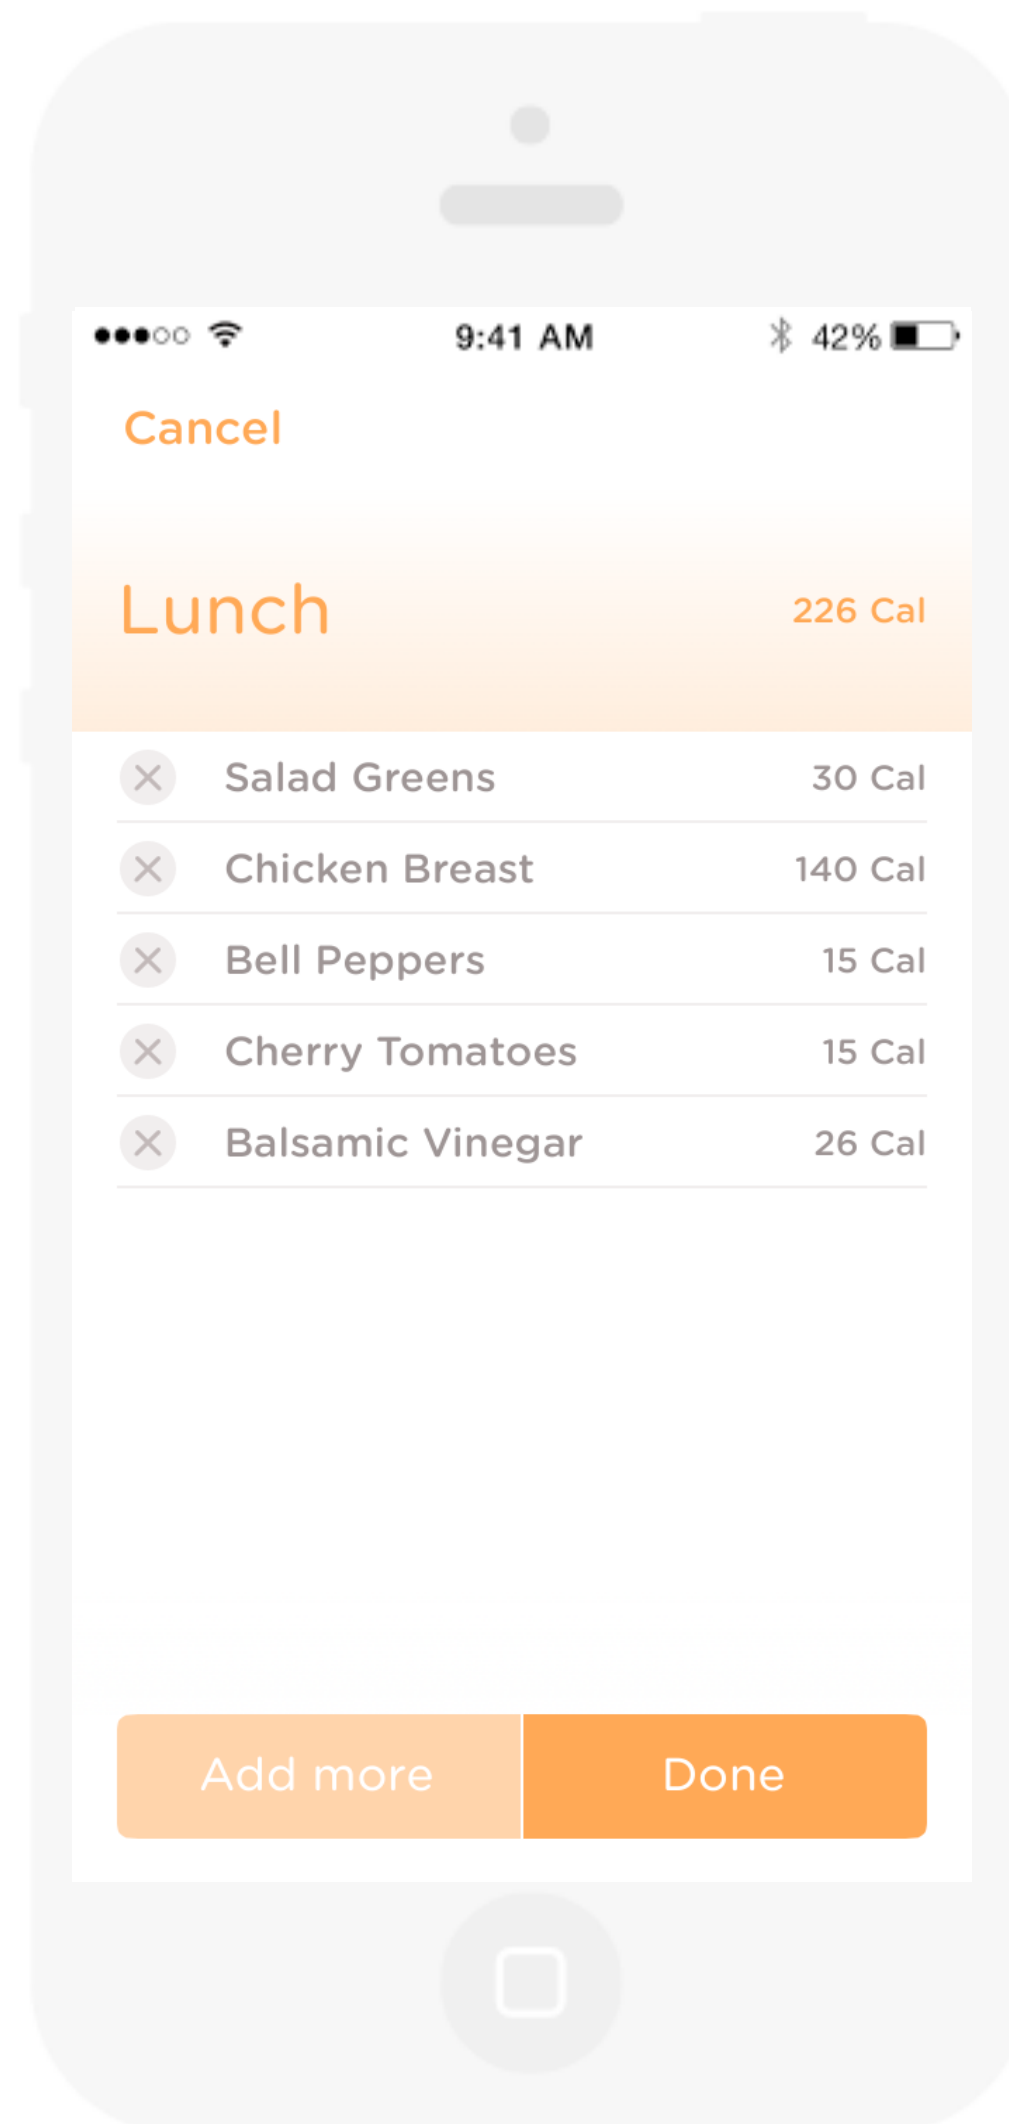 9:41 AM 42%
Cancel
Lunch 226 Cal
Salad Greens 30 Cal
Chicken Breast 140 Cal
Bell Peppers 15 Cal
Cherry Tomatoes 15 Cal
Balsamic Vinegar 26 Cal
Add more Done